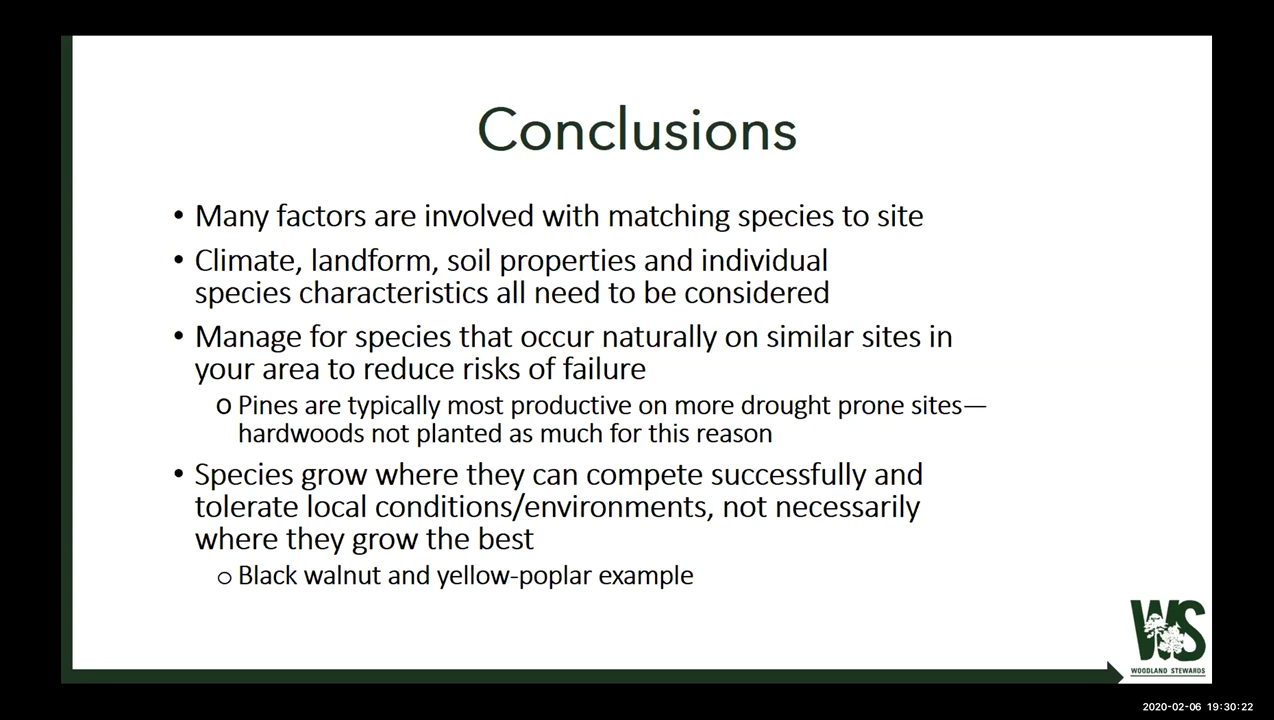 Conclusions
• Many factors are involved with matching species to site
• Climate, landform, soil properties and individual
species characteristics all need to be considered
• Manage for species that occur naturally on similar sites in
your area to reduce risks of failure
o Pines are typically most productive on more drought prone sites—
hardwoods not planted as much for this reason
• Species grow where they can compete successfully and
tolerate local conditions/environments, not necessarily
where they grow the best
o Black walnut and yellow-poplar example
WS
WOODLAND STEWARDS
2020-02-06 19:30:22